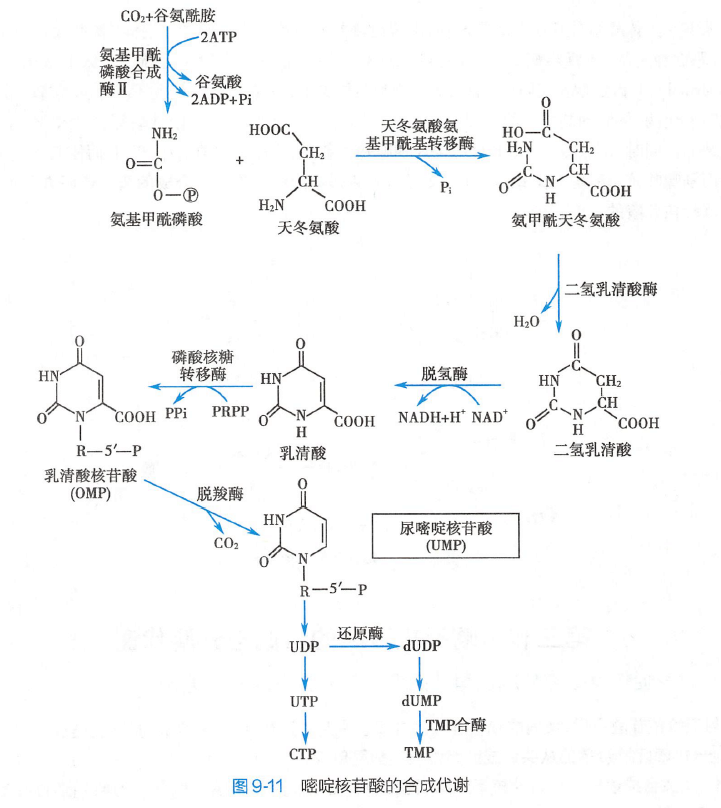 CO₂+谷氨酰胺
2ATP
氨基甲酰
磷酸合成
酶Ⅱ
谷氨酸
2ADP+Pi
NH₂
O
C
O
P
氨基甲酰磷酸
+
HOOC
CH₂
CH
H₂N
COOH
天冬氨酸
天冬氨酸氨
基甲酰基转移酶
Pᵢ
O
HO
C
H₂N
CH₂
C
CH
O
N
H
COOH
氨甲酰天冬氨酸
二氢乳清酸酶
H₂O
O
C
HN
CH₂
C
CH
O
N
H
COOH
二氢乳清酸
脱氢酶
NADH+H⁺ NAD⁺
O
HN
O
N
H
COOH
乳清酸
磷酸核糖
转移酶
PPi
PRPP
O
HN
O
N
COOH
R—5′—P
乳清酸核苷酸
(OMP)
脱羧酶
CO₂
O
HN
O
N
R—5′—P
尿嘧啶核苷酸
(UMP)
UDP
还原酶
dUDP
UTP
dUMP
TMP合酶
CTP
TMP
图9-11 嘧啶核苷酸的合成代谢